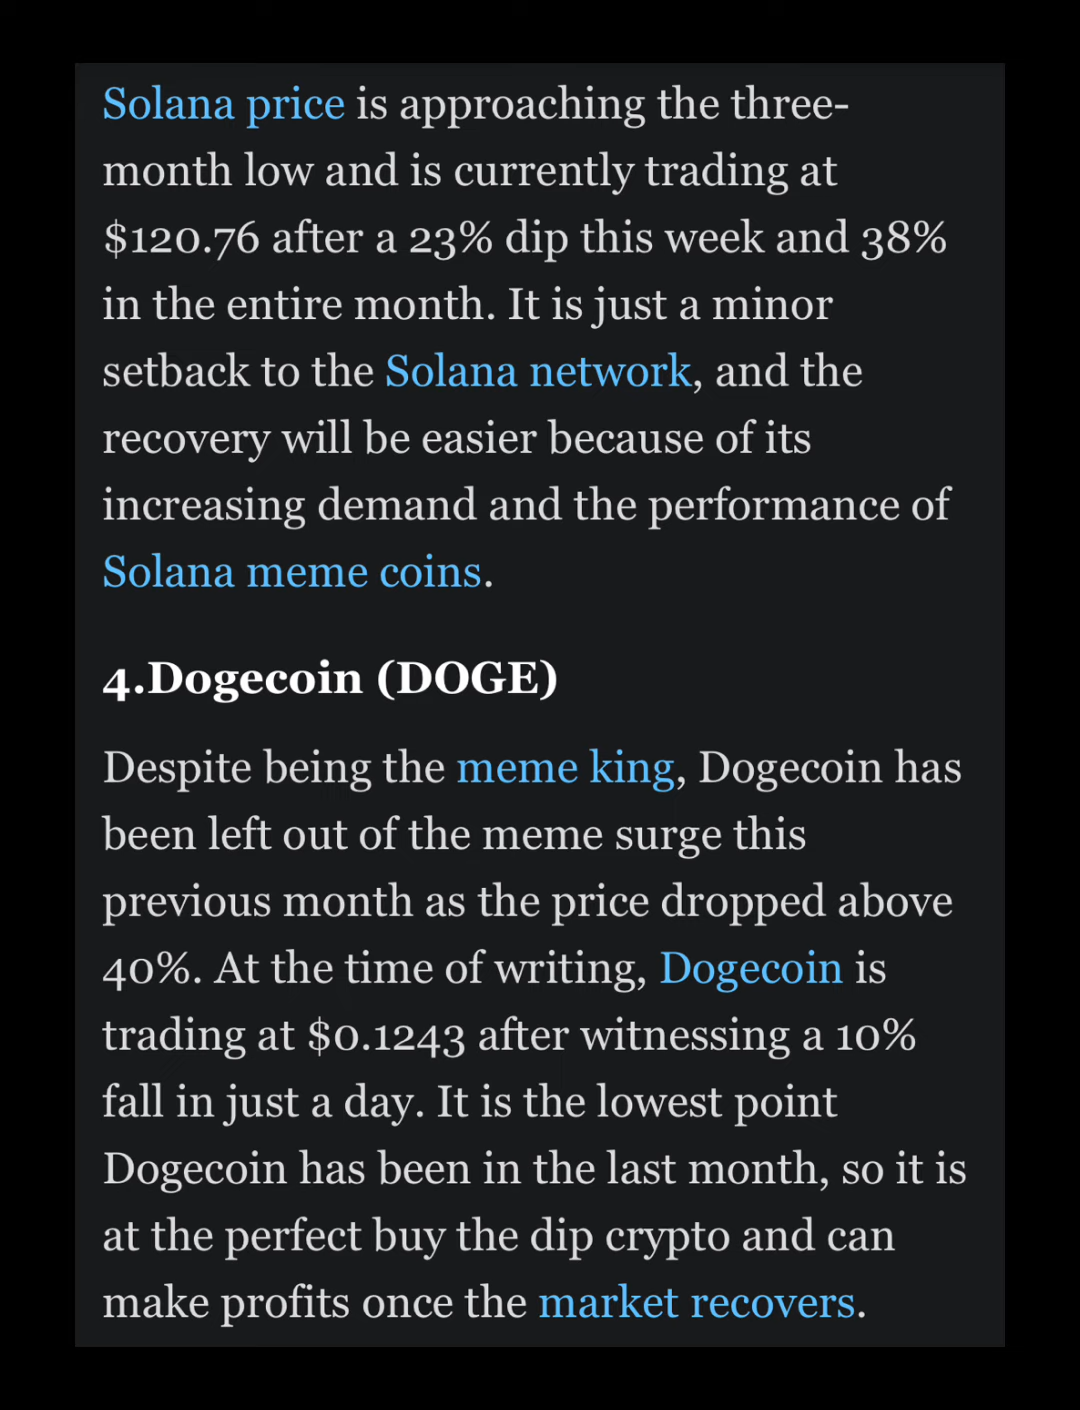 Solana price is approaching the three-
month low and is currently trading at
$120.76 after a 23% dip this week and 38%
in the entire month. It is just a minor
setback to the Solana network, and the
recovery will be easier because of its
increasing demand and the performance of
Solana meme coins.
4.Dogecoin (DOGE)
Despite being the meme king, Dogecoin has
been left out of the meme surge this
previous month as the price dropped above
40%. At the time of writing, Dogecoin is
trading at $0.1243 after witnessing a 10%
fall in just a day. It is the lowest point
Dogecoin has been in the last month, so it is
at the perfect buy the dip crypto and can
make profits once the market recovers.